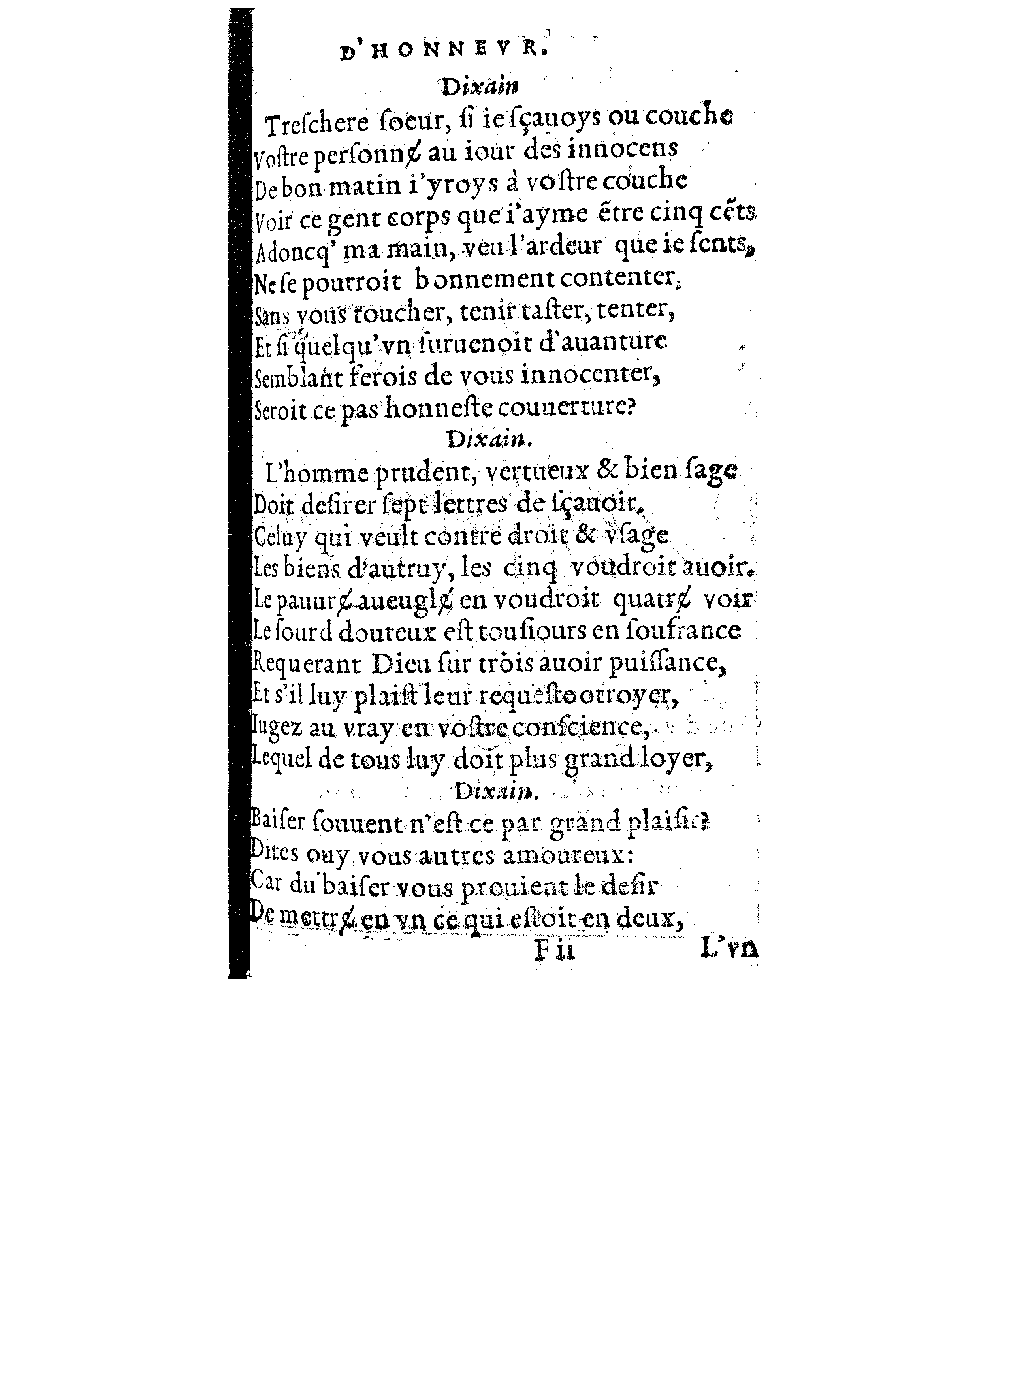 D'HONNEVR.
Dixain
Treſchere ſoeur, ſi ie ſçauoys ou couche
Voſtre perſonnɇ au iour des innocens
De bon matin i'yroys à voſtre couche
Voir ce gent corps que i'ayme ẽtre cinq cẽts
Adoncq' ma main, veu l'ardeur que ie ſents,
Ne ſe pourroit bonnement contenter,
Sans vous toucher, tenir taſter, tenter,
Et ſi quelqu'vn ſuruenoit d'auanture
Semblant ferois de vous innocenter,
Seroit ce pas honneſte couuerture?
Dixain.
L'homme prudent, vertueux & bien ſage
Doit deſirer ſept lettres de ſçauoir.
Celuy qui veult contre droit & vſage
Les biens d'autruy, les cinq voudroit auoir.
Le pauurɇ aueuglɇ en voudroit quatrɇ voir
Le ſourd douteux eſt touſiours en soufrance
Requerant Dieu ſur trois auoir puiſſance,
Et s'il luy plaiſt leur requeſte otroyer,
Iugez au vray en voſtre conſcience,
Lequel de tous luy doit plus grand loyer,
Dixain.
Baiſer ſouuent n'eſt ce par grand plaiſir?
Dites ouy vous autres amoureux:
Car du baiſer vous prouient le deſir
De mettrɇ en vn ce qui eſtoit en deux,
F ii L'vn